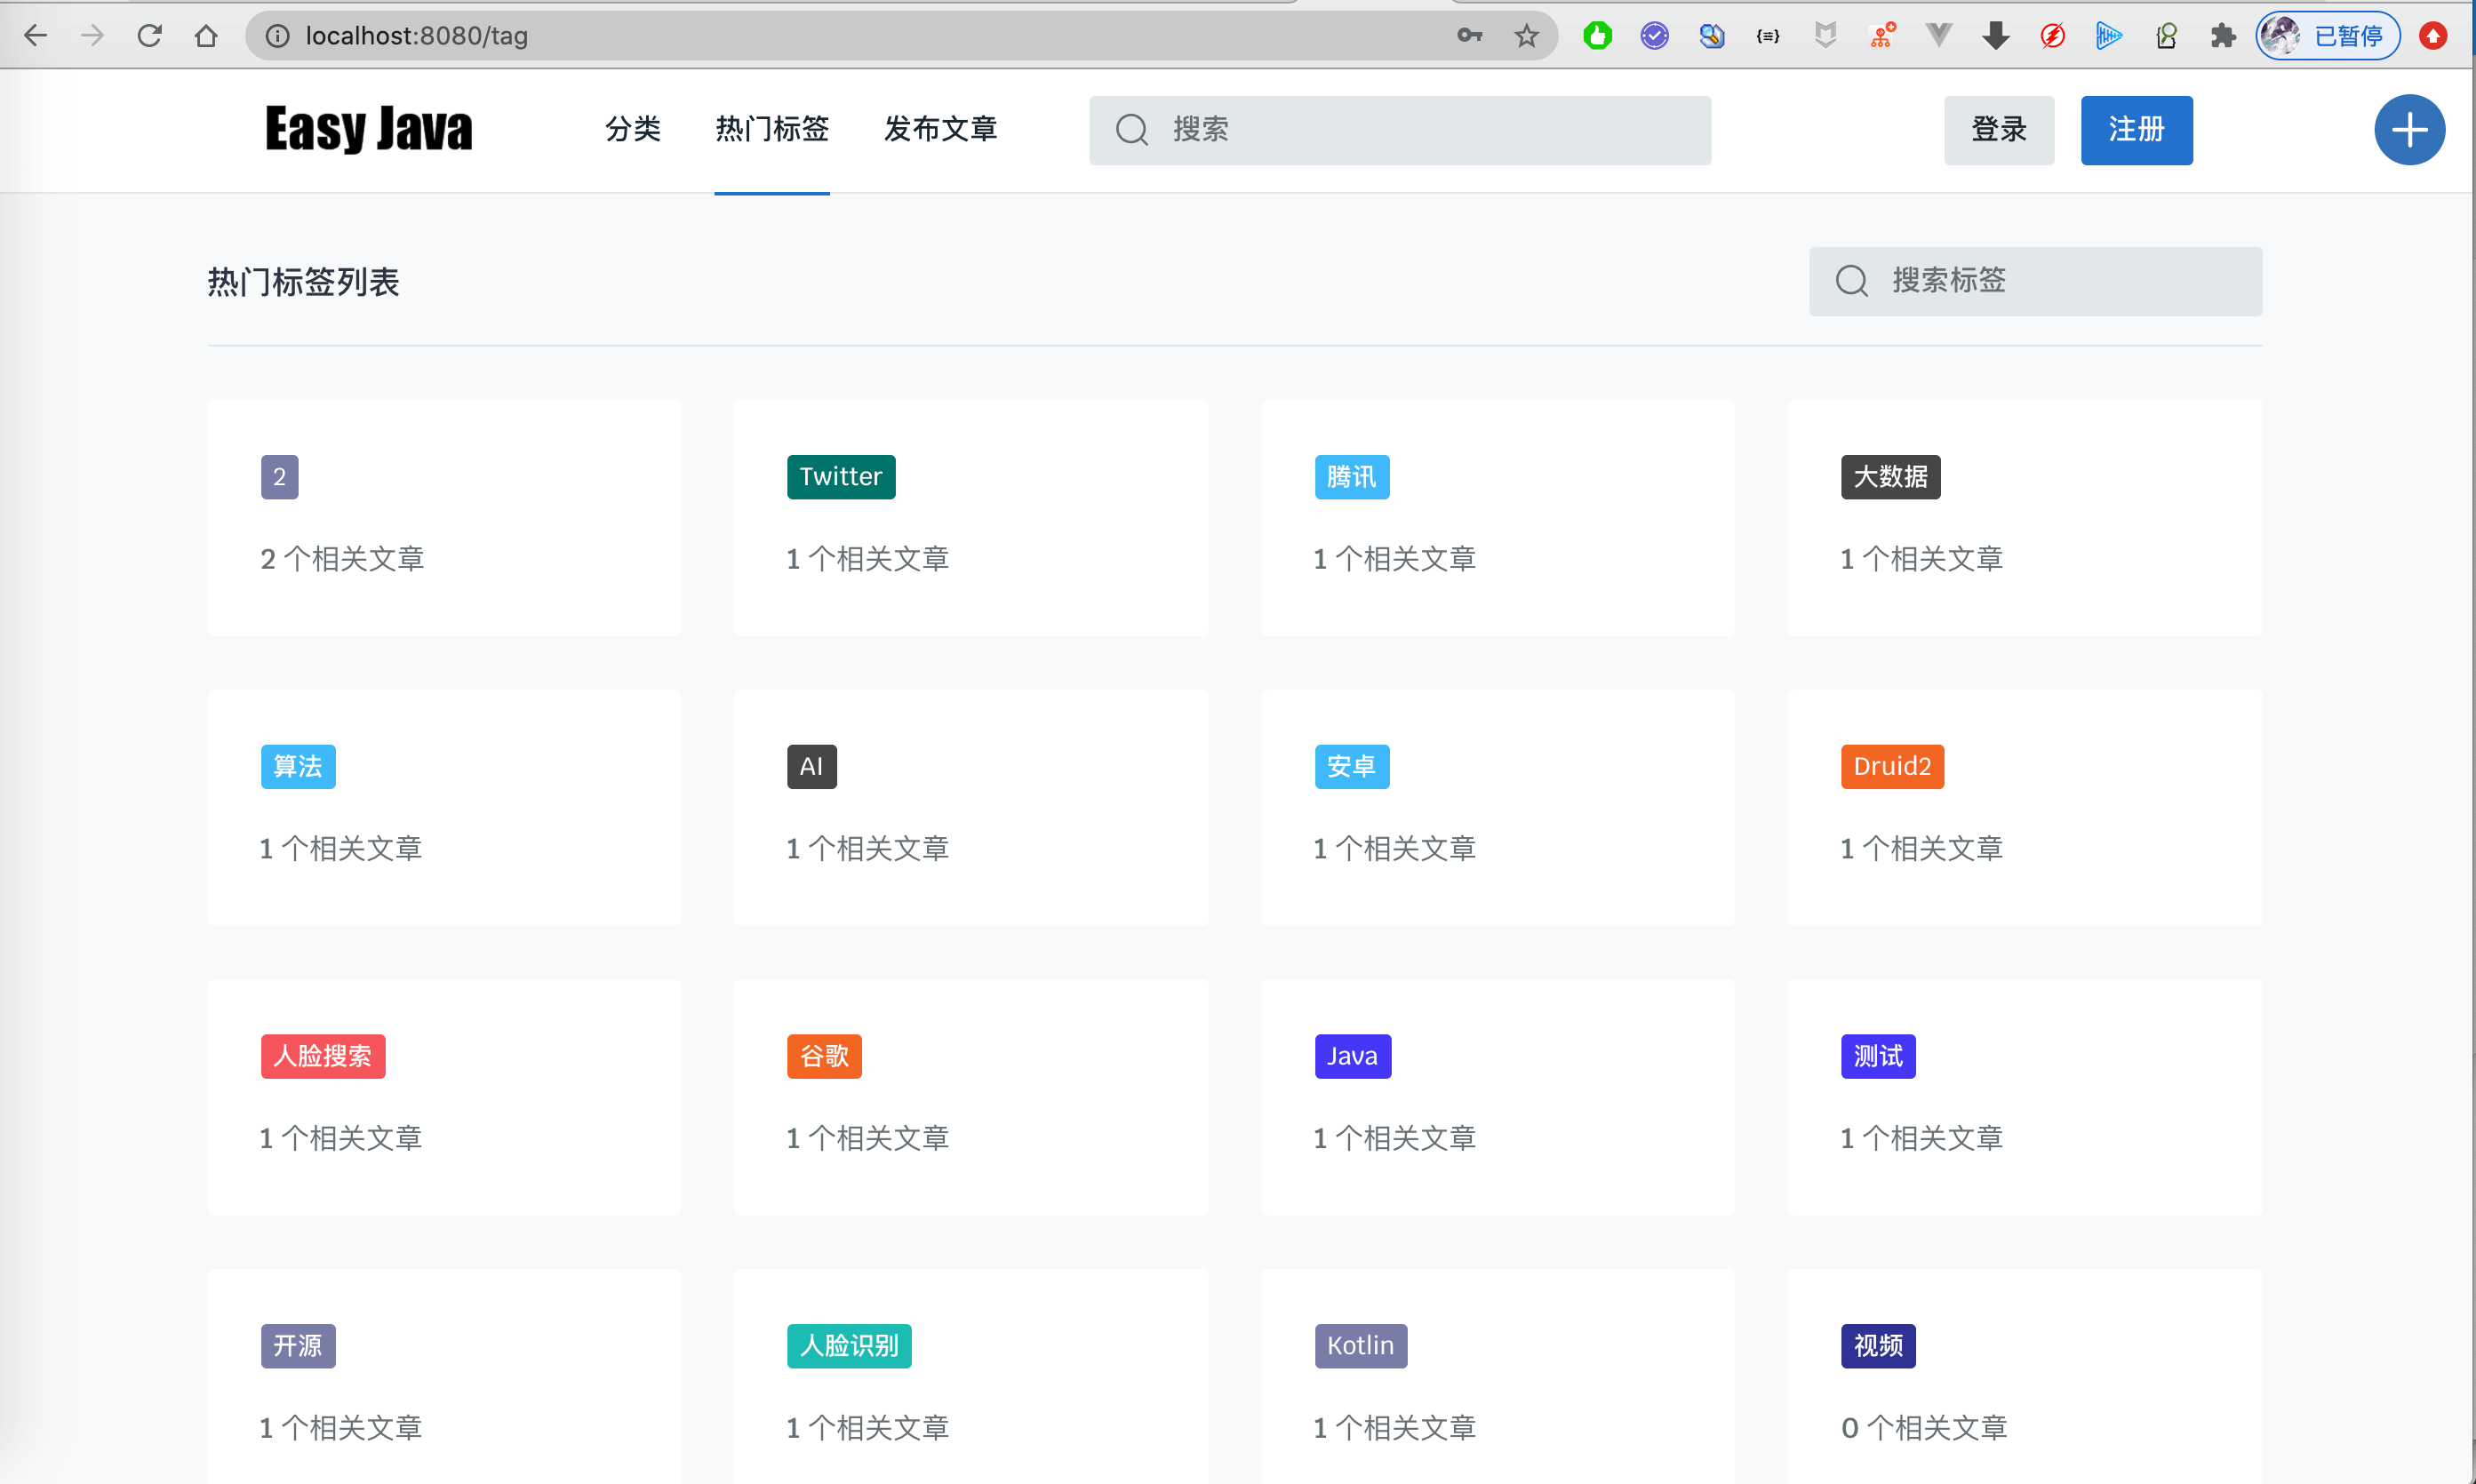 localhost:8080/tag
已暂停
Easy Java 分类 热门标签 发布文章 搜索 登录 注册
热门标签列表 搜索标签
2 Twitter 腾讯 大数据
2 个相关文章 1 个相关文章 1 个相关文章 1 个相关文章
算法 AI 安卓 Druid2
1 个相关文章 1 个相关文章 1 个相关文章 1 个相关文章
人脸搜索 谷歌 Java 测试
1 个相关文章 1 个相关文章 1 个相关文章 1 个相关文章
开源 人脸识别 Kotlin 视频
1 个相关文章 1 个相关文章 1 个相关文章 0 个相关文章